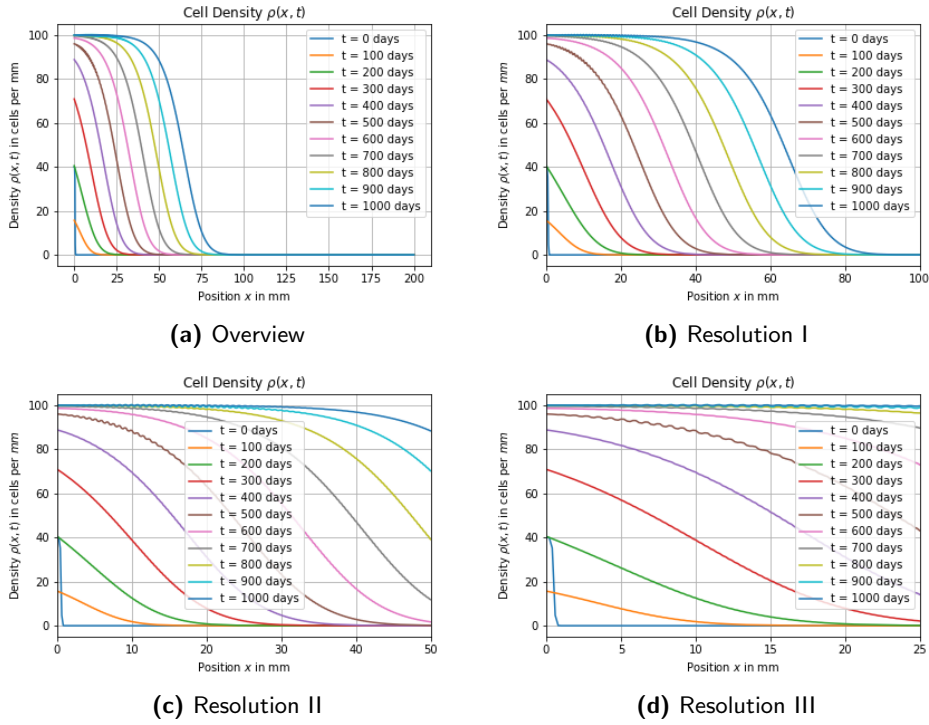 Cell Density ρ(x, t)
Density ρ(x, t) in cells per mm
100
80
60
40
20
0
t = 0 days
t = 100 days
t = 200 days
t = 300 days
t = 400 days
t = 500 days
t = 600 days
t = 700 days
t = 800 days
t = 900 days
t = 1000 days
0 25 50 75 100 125 150 175 200
Position x in mm
(a) Overview
Cell Density ρ(x, t)
Density ρ(x, t) in cells per mm
100
80
60
40
20
0
t = 0 days
t = 100 days
t = 200 days
t = 300 days
t = 400 days
t = 500 days
t = 600 days
t = 700 days
t = 800 days
t = 900 days
t = 1000 days
0 20 40 60 80 100
Position x in mm
(b) Resolution I
Cell Density ρ(x, t)
Density ρ(x, t) in cells per mm
100
80
60
40
20
0
t = 0 days
t = 100 days
t = 200 days
t = 300 days
t = 400 days
t = 500 days
t = 600 days
t = 700 days
t = 800 days
t = 900 days
t = 1000 days
0 10 20 30 40 50
Position x in mm
(c) Resolution II
Cell Density ρ(x, t)
Density ρ(x, t) in cells per mm
100
80
60
40
20
0
t = 0 days
t = 100 days
t = 200 days
t = 300 days
t = 400 days
t = 500 days
t = 600 days
t = 700 days
t = 800 days
t = 900 days
t = 1000 days
0 5 10 15 20 25
Position x in mm
(d) Resolution III